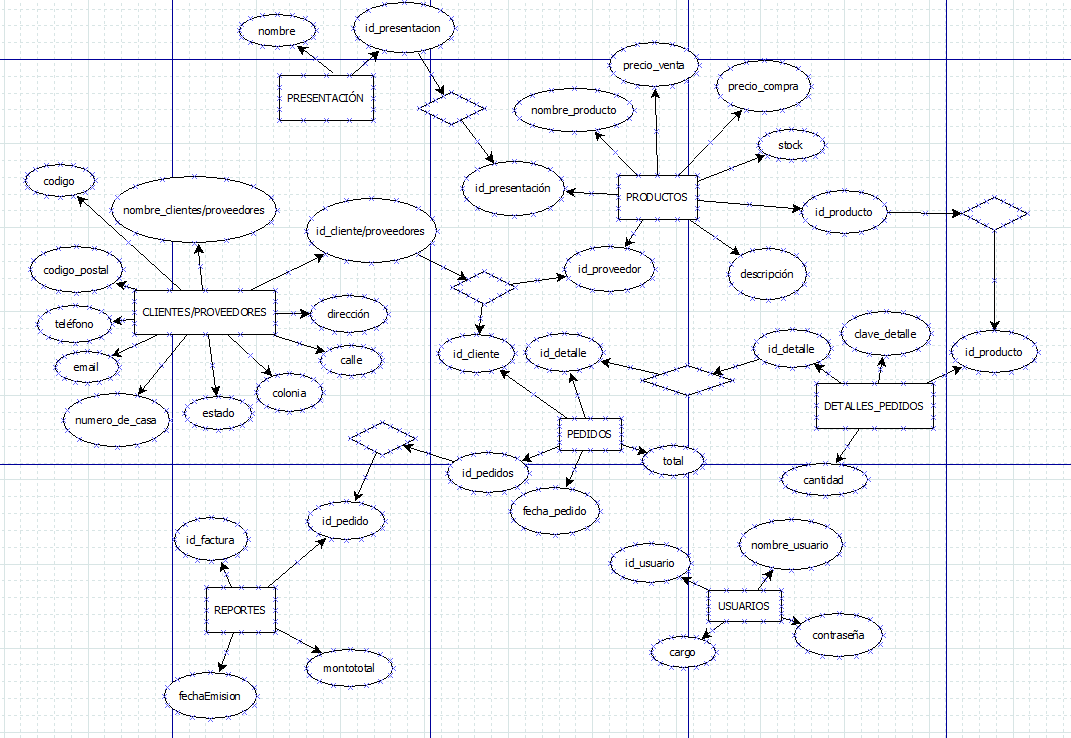 nombre
id_presentacion
PRESENTACIÓN
precio_venta
precio_compra
nombre_producto
stock
id_presentación
PRODUCTOS
id_producto
id_proveedor
descripción
codigo
nombre_clientes/proveedores
id_cliente/proveedores
codigo_postal
CLIENTES/PROVEEDORES
dirección
teléfono
email
calle
colonia
numero_de_casa
estado
id_cliente
id_detalle
id_detalle
clave_detalle
id_producto
DETALLES_PEDIDOS
PEDIDOS
total
id_pedidos
cantidad
fecha_pedido
id_pedido
id_factura
REPORTES
montototal
fechaEmision
id_usuario
nombre_usuario
USUARIOS
contraseña
cargo